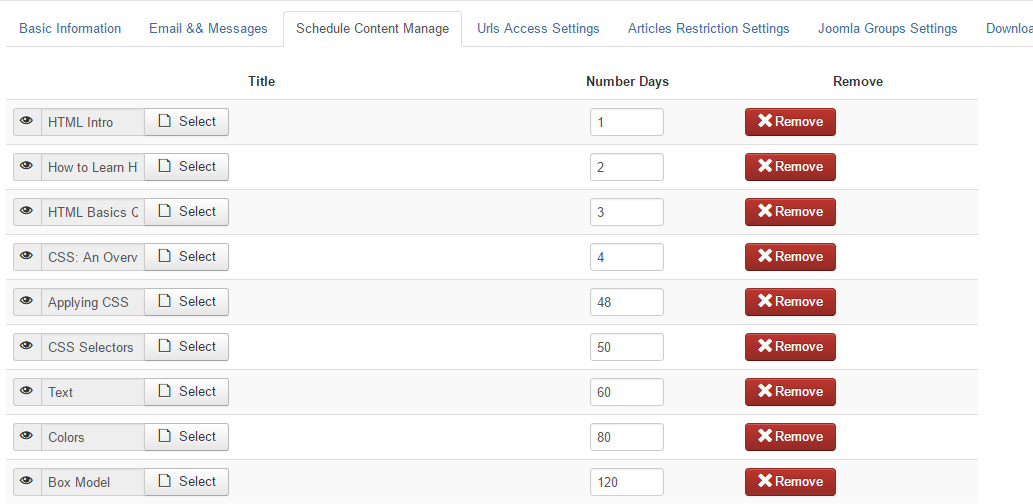 Basic Information Email && Messages Schedule Content Manage Urls Access Settings Articles Restriction Settings Joomla Groups Settings Downloa
Title Number Days Remove
HTML Intro Select 1 Remove
How to Learn H Select 2 Remove
HTML Basics Q Select 3 Remove
CSS: An Overv Select 4 Remove
Applying CSS Select 48 Remove
CSS Selectors Select 50 Remove
Text Select 60 Remove
Colors Select 80 Remove
Box Model Select 120 Remove